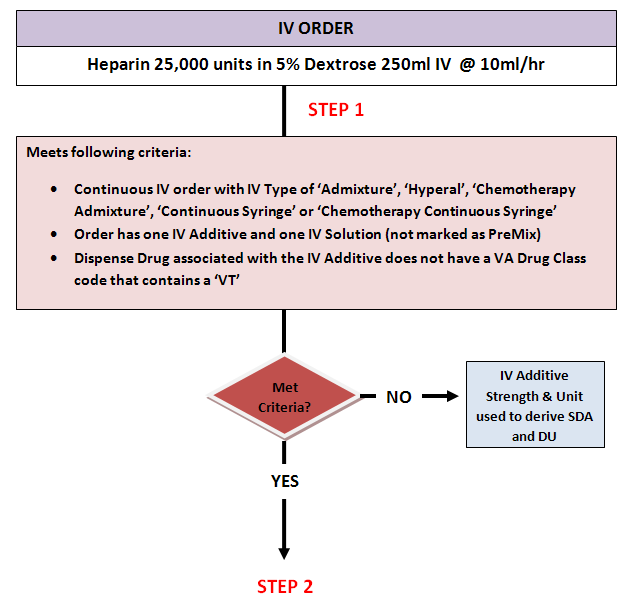 IV ORDER
Heparin 25,000 units in 5% Dextrose 250ml IV  @ 10ml/hr
STEP 1
Meets following criteria:
• Continuous IV order with IV Type of ‘Admixture’, ‘Hyperal’, ‘Chemotherapy
Admixture’, ‘Continuous Syringe’ or ‘Chemotherapy Continuous Syringe’
• Order has one IV Additive and one IV Solution (not marked as PreMix)
• Dispense Drug associated with the IV Additive does not have a VA Drug Class
code that contains a ‘VT’
Met
Criteria?
NO
IV Additive
Strength & Unit
used to derive SDA
and DU
YES
STEP 2